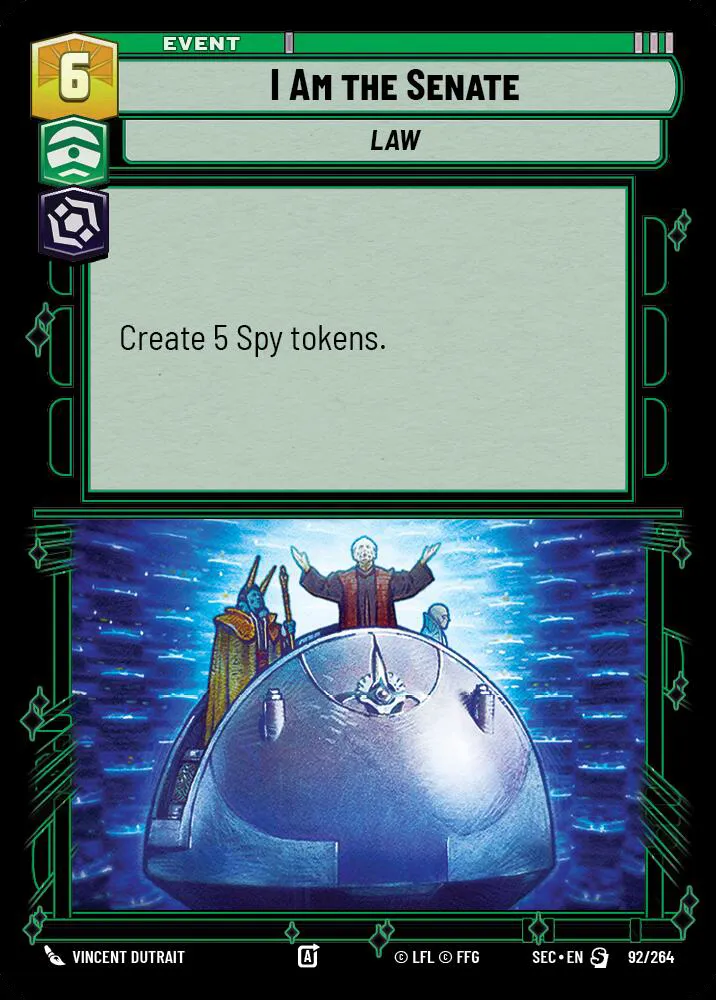 EVENT
6
I Am the Senate
LAW
Create 5 Spy tokens.
VINCENT DUTRAIT
A
© LFL © FFG
SEC • EN
92/264